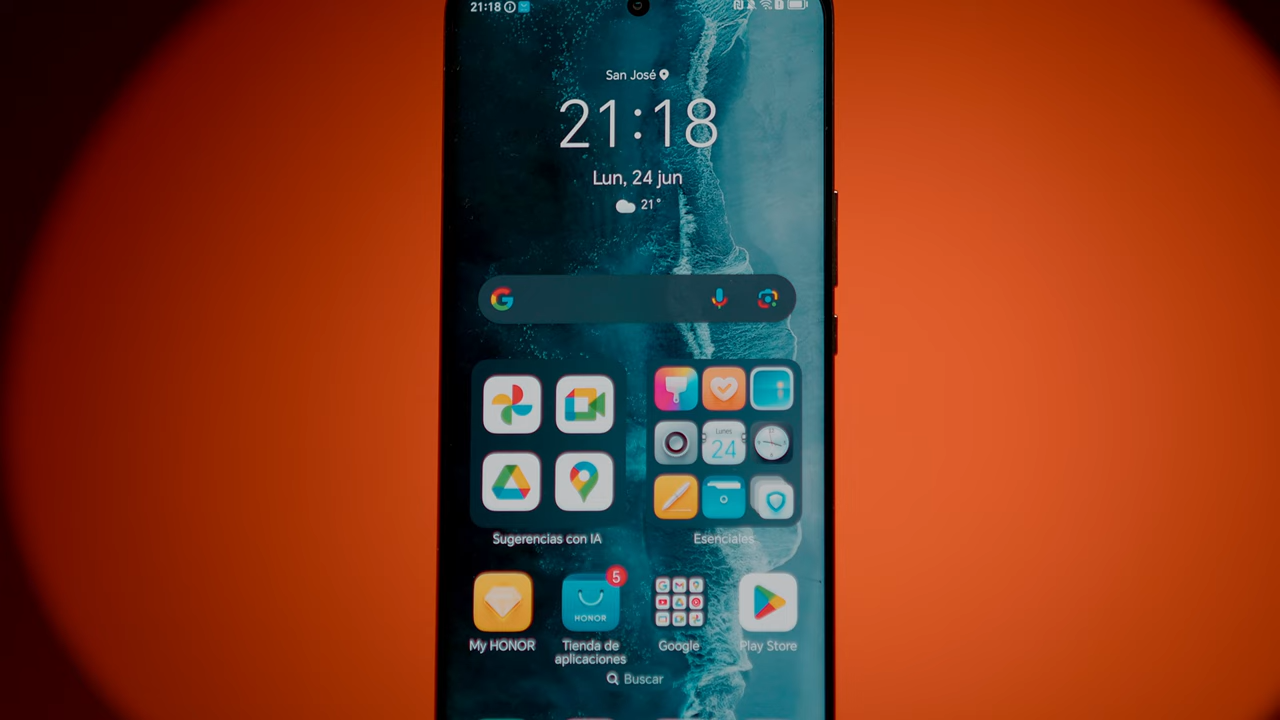 21:18
San José
21:18
Lun, 24 jun
21°
Lunes
24
Sugerencias con IA
Esenciales
5
HONOR
My HONOR
Tienda de
aplicaciones
Google
Play Store
Buscar